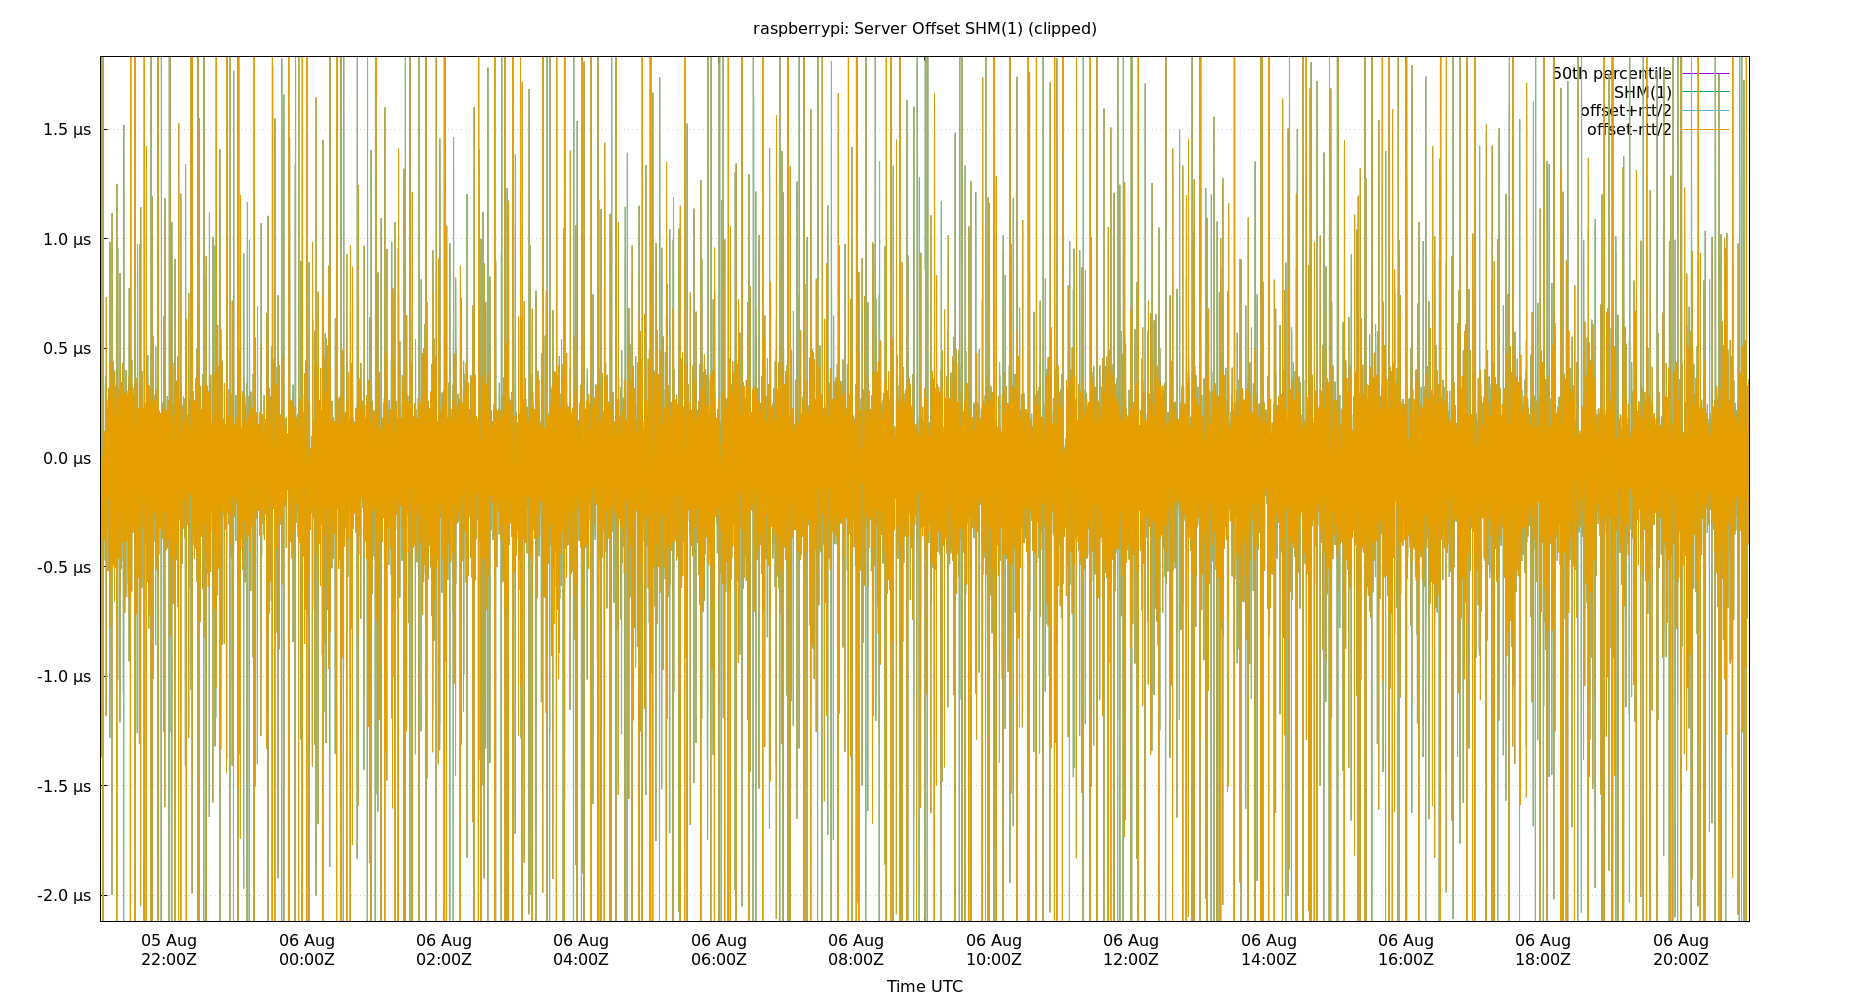 raspberrypi: Server Offset SHM(1) (clipped)
50th percentile
SHM(1)
offset+rtt/2
offset-rtt/2
1.5 µs
1.0 µs
0.5 µs
0.0 µs
-0.5 µs
-1.0 µs
-1.5 µs
-2.0 µs
05 Aug 06 Aug 06 Aug 06 Aug 06 Aug 06 Aug 06 Aug 06 Aug 06 Aug 06 Aug 06 Aug 06 Aug
22:00Z 00:00Z 02:00Z 04:00Z 06:00Z 08:00Z 10:00Z 12:00Z 14:00Z 16:00Z 18:00Z 20:00Z
Time UTC